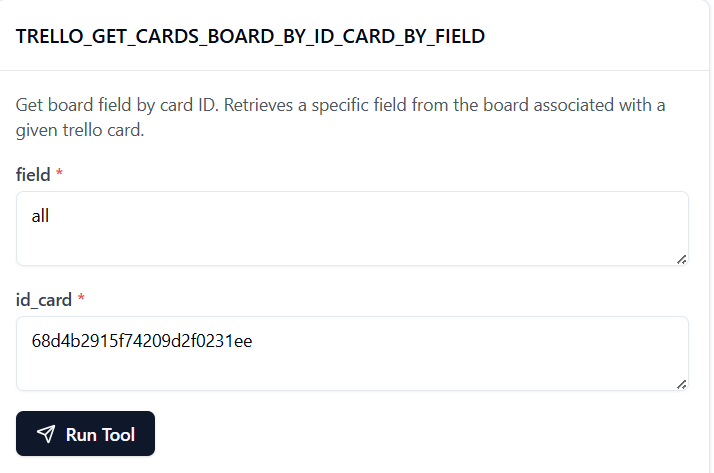 TRELLO_GET_CARDS_BOARD_BY_ID_CARD_BY_FIELD
Get board field by card ID. Retrieves a specific field from the board associated with a
given trello card.
field *
all
id_card *
68d4b2915f74209d2f0231ee
Run Tool